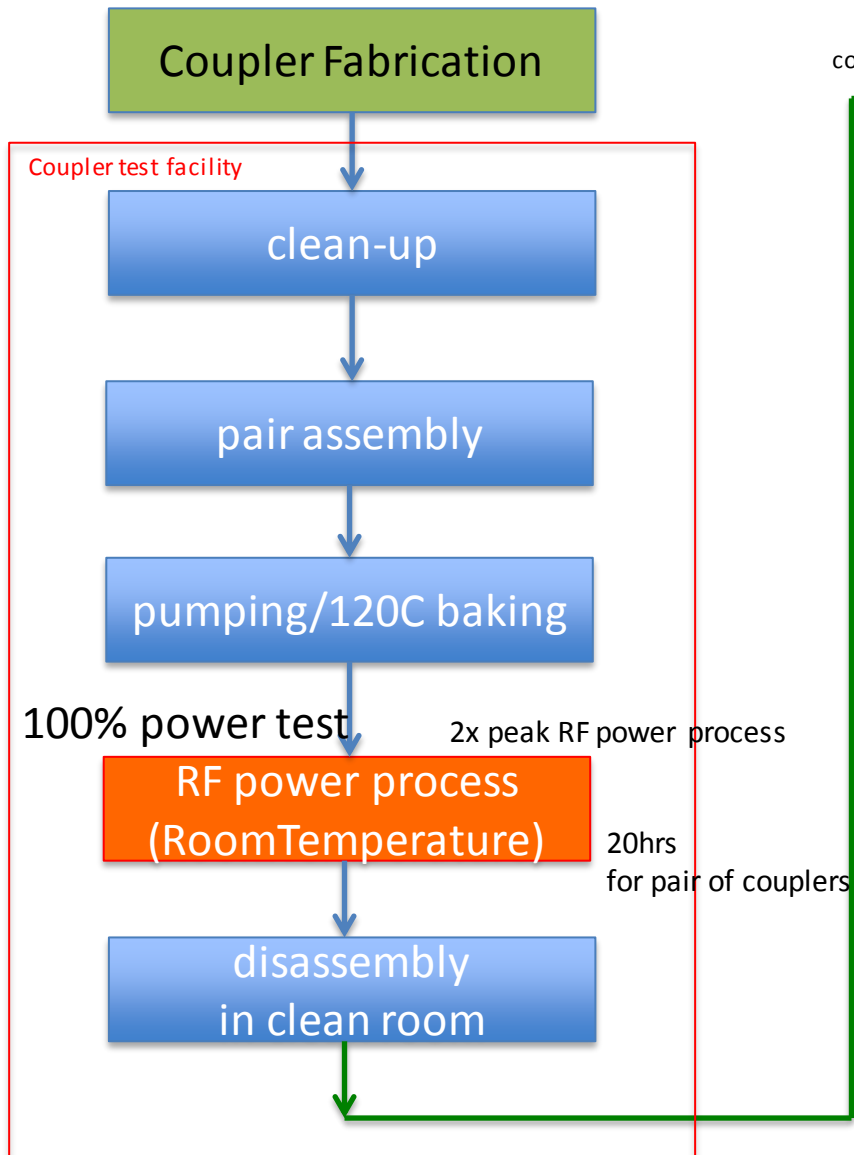 Coupler Fabrication
co
Coupler test facility
clean-up
pair assembly
pumping/120C baking
100% power test
2x peak RF power process
RF power process
(RoomTemperature)
20hrs
for pair of couplers
disassembly
in clean room